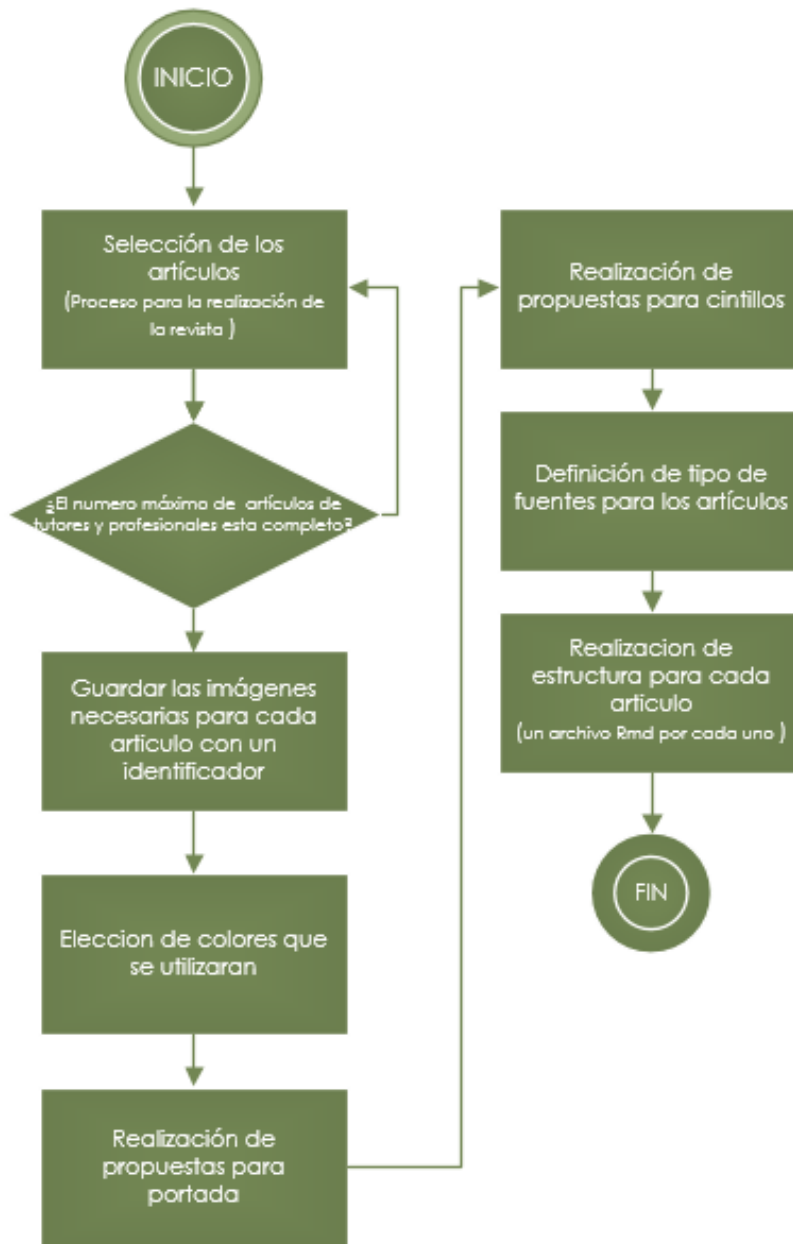 INICIO
Selección de los
artículos
(Proceso para la realización de
la revista )
¿El numero máximo de artículos de
tutores y profesionales esta completo?
Guardar las imágenes
necesarias para cada
articulo con un
identificador
Eleccion de colores que
se utilizaran
Realización de
propuestas para
portada
Realización de
propuestas para cintillos
Definición de tipo de
fuentes para los artículos
Realizacion de
estructura para cada
articulo
(un archivo Rmd por cada uno )
FIN